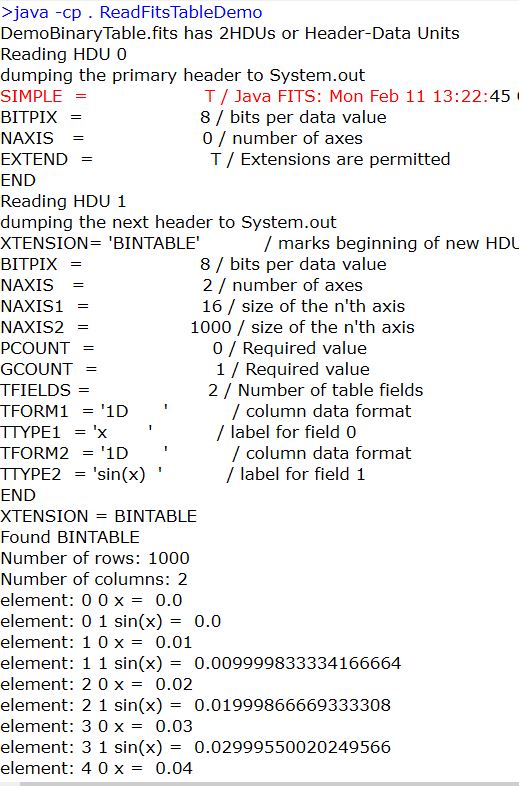 >java -cp . ReadFitsTableDemo
DemoBinaryTable.fits has 2HDUs or Header-Data Units
Reading HDU 0
dumping the primary header to System.out
SIMPLE  =                    T / Java FITS: Mon Feb 11 13:22:45
BITPIX  =                    8 / bits per data value
NAXIS   =                    0 / number of axes
EXTEND  =                    T / Extensions are permitted
END
Reading HDU 1
dumping the next header to System.out
XTENSION= 'BINTABLE'           / marks beginning of new HDU
BITPIX  =                    8 / bits per data value
NAXIS   =                    2 / number of axes
NAXIS1  =                   16 / size of the n'th axis
NAXIS2  =                 1000 / size of the n'th axis
PCOUNT  =                    0 / Required value
GCOUNT  =                    1 / Required value
TFIELDS =                    2 / Number of table fields
TFORM1  = '1D      '           / column data format
TTYPE1  = 'x       '           / label for field 0
TFORM2  = '1D      '           / column data format
TTYPE2  = 'sin(x)  '           / label for field 1
END
XTENSION = BINTABLE
Found BINTABLE
Number of rows: 1000
Number of columns: 2
element: 0 0 x =  0.0
element: 0 1 sin(x) =  0.0
element: 1 0 x =  0.01
element: 1 1 sin(x) =  0.009999833334166664
element: 2 0 x =  0.02
element: 2 1 sin(x) =  0.01999866669333308
element: 3 0 x =  0.03
element: 3 1 sin(x) =  0.02999550020249566
element: 4 0 x =  0.04